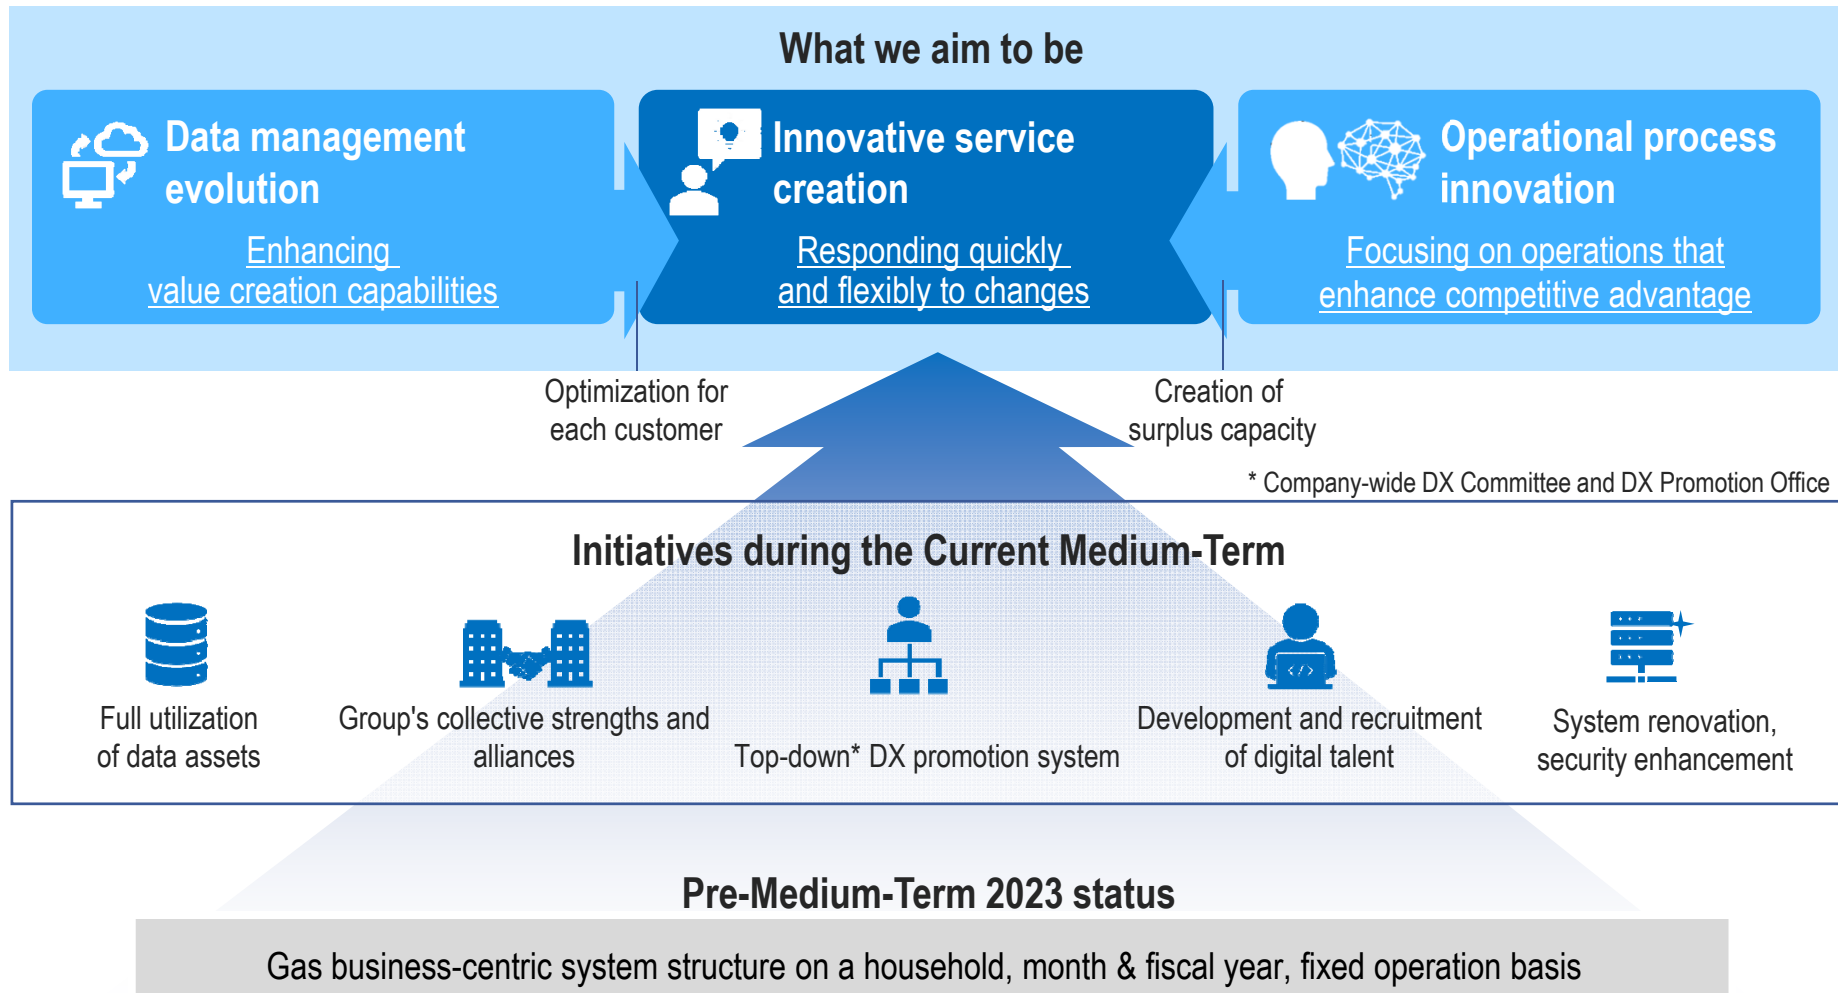 What we aim to be
Data management
evolution
Enhancing
value creation capabilities
Innovative service
creation
Responding quickly
and flexibly to changes
Operational process
innovation
Focusing on operations that
enhance competitive advantage
Optimization for
each customer
Creation of
surplus capacity
* Company-wide DX Committee and DX Promotion Office
Initiatives during the Current Medium-Term
Full utilization
of data assets
Group's collective strengths and
alliances
Top-down* DX promotion system
Development and recruitment
of digital talent
System renovation,
security enhancement
Pre-Medium-Term 2023 status
Gas business-centric system structure on a household, month & fiscal year, fixed operation basis